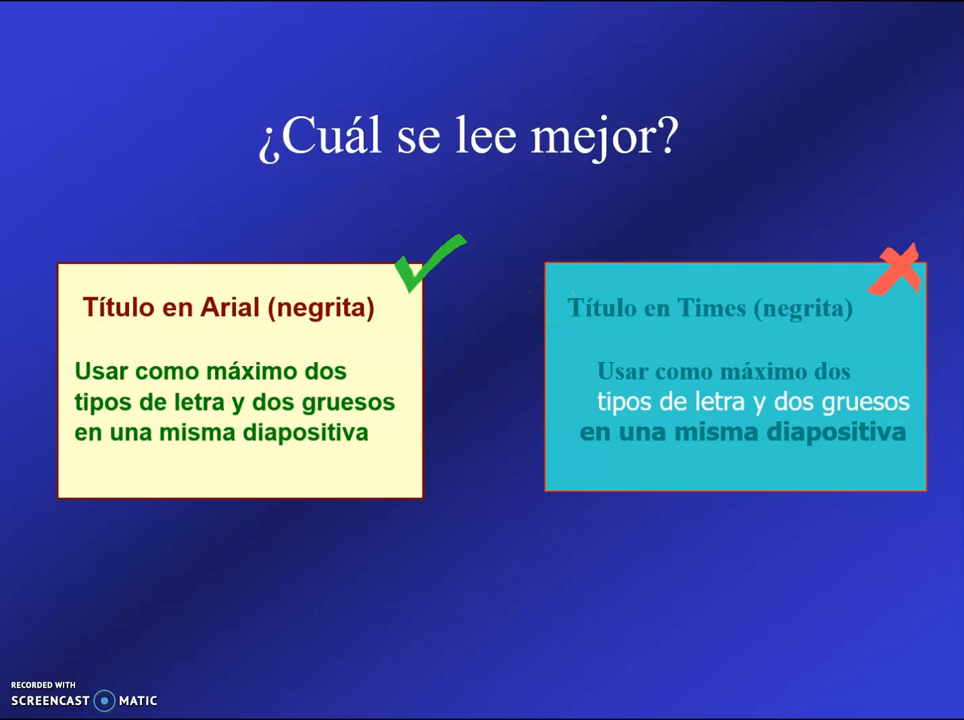 ¿Cuál se lee mejor?
Título en Arial (negrita)
Usar como máximo dos
tipos de letra y dos gruesos
en una misma diapositiva
Título en Times (negrita)
Usar como máximo dos
tipos de letra y dos gruesos
en una misma diapositiva
RECORDED WITH
SCREENCAST MATIC